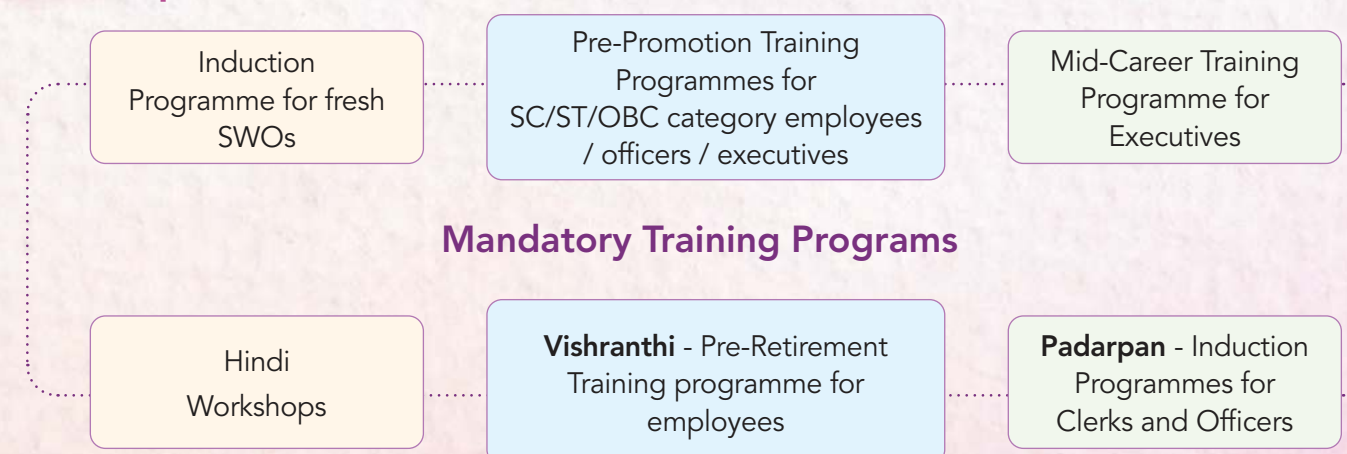 Induction
Programme for fresh
SWOs
Pre-Promotion Training
Programmes for
SC/ST/OBC category employees
/ officers / executives
Mid-Career Training
Programme for
Executives
Mandatory Training Programs
Hindi
Workshops
Vishranthi - Pre-Retirement
Training programme for
employees
Padarpan - Induction
Programmes for
Clerks and Officers